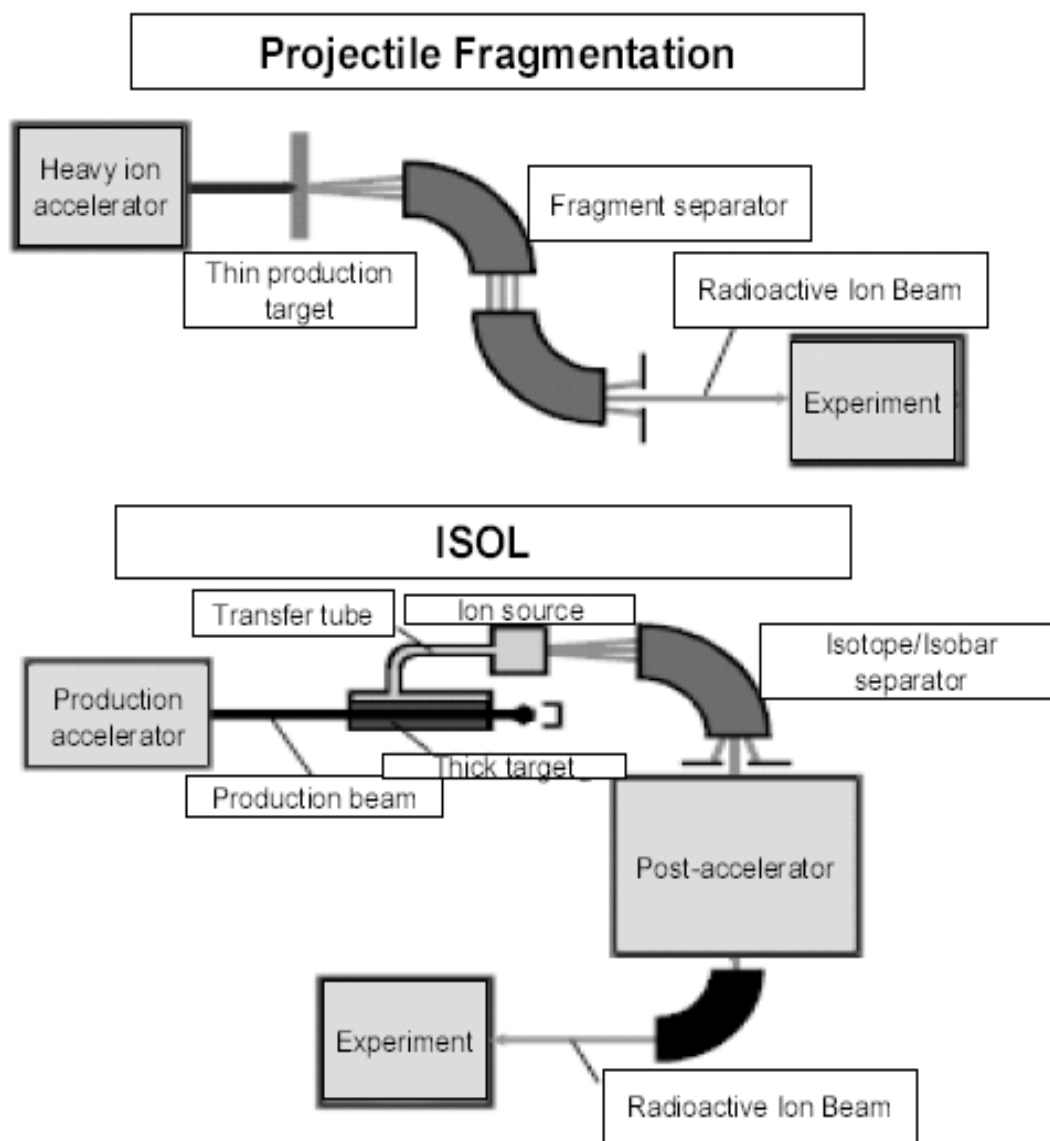 Projectile Fragmentation
Heavy ion
accelerator
Thin production
target
Fragment separator
Radioactive Ion Beam
Experiment
ISOL
Transfer tube
Ion source
Isotope/Isobar
separator
Production
accelerator
Thick target
Production beam
Post-accelerator
Experiment
Radioactive Ion Beam